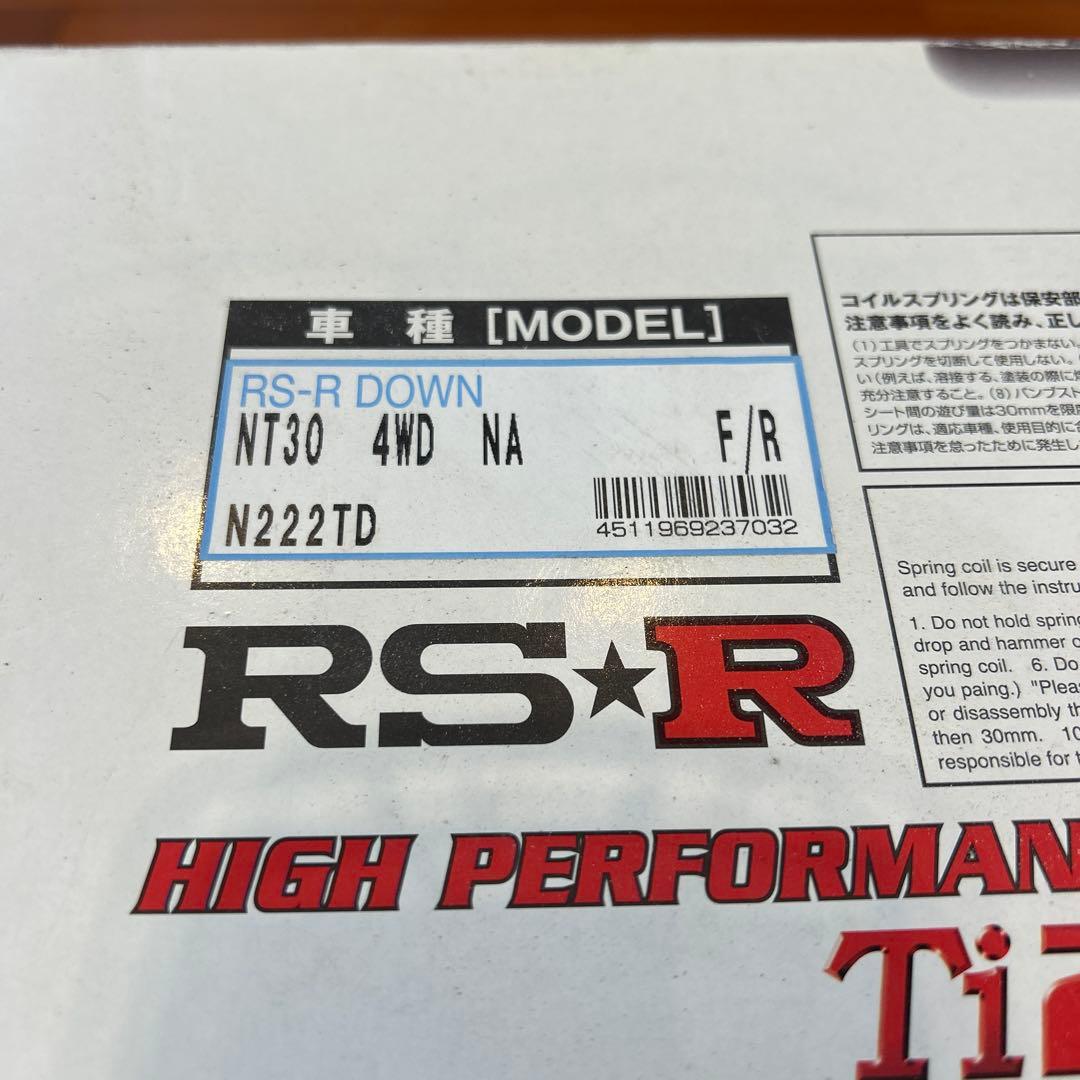 車 種 [MODEL]
RS-R DOWN
NT30 4WD NA F/R
N222TD
4511969237032
RS★R
HIGH PERFORMAN
Ti2
コイルスプリングは保安部
注意事項をよく読み、正し
(1)工具でスプリングをつかまない。
スプリングを切断して使用しない。
い(例えば、溶接する、塗装の際に
充分注意すること。(8)バンプスト
シート間の遊び量は30mmを限
リングは、適応車種、使用目的に
注意事項を怠ったために発生し
Spring coil is secure
and follow the instru
1. Do not hold spring
drop and hammer
spring coil. 6. Do
you paing.) "Pleas
or disassembly th
then 30mm. 10
responsible for